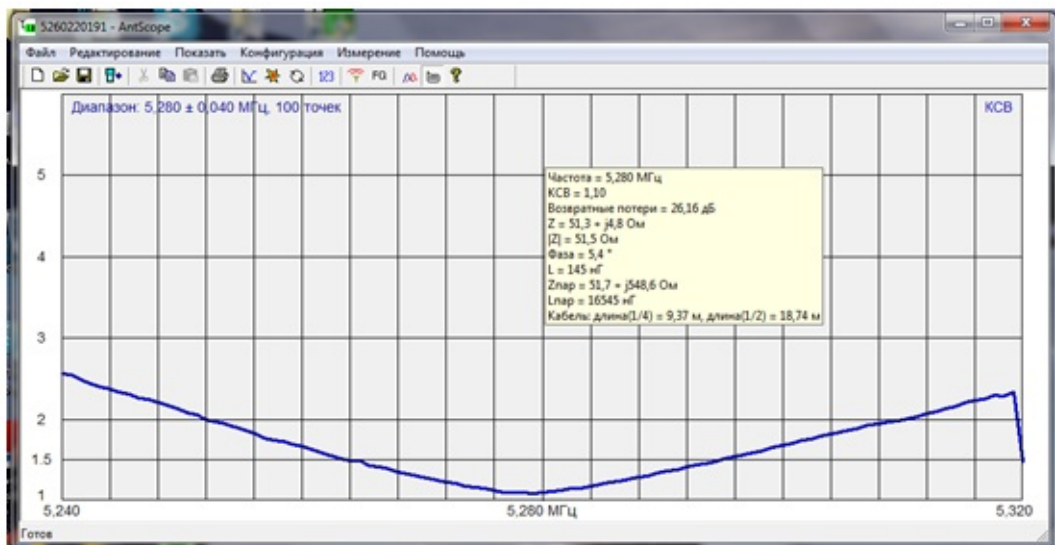 5260220191 - AntScope
Файл Редактирование Показать Конфигурация Измерение Помощь
123 FQ
Диапазон: 5,280 ± 0,040 МГц, 100 точек
КСВ
5
Частота = 5,280 МГц
КСВ = 1,10
Возвратные потери = 26,16 дБ
Z = 51,3 + j4,8 Ом
|Z| = 51,5 Ом
Фаза = 5,4 °
L = 145 нГ
Zпар = 51,7 + j548,6 Ом
Lпар = 16545 нГ
Кабель: длина(1/4) = 9,37 м, длина(1/2) = 18,74 м
4
3
2
1.5
1
5,240 5,280 МГц 5,320
Готов